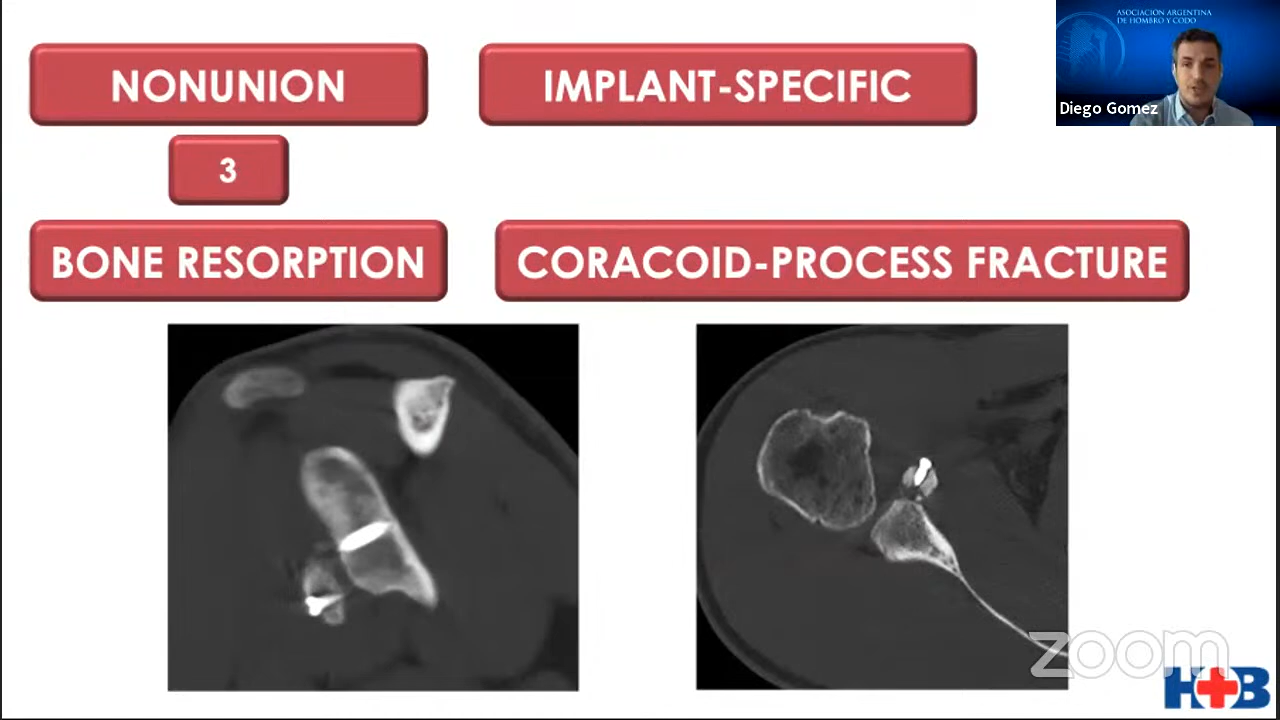 ASOCIACIÓN ARGENTINA
DE HOMBRO Y CODO
Diego Gomez
NONUNION
IMPLANT-SPECIFIC
3
BONE RESORPTION
CORACOID-PROCESS FRACTURE
zoom
H+B